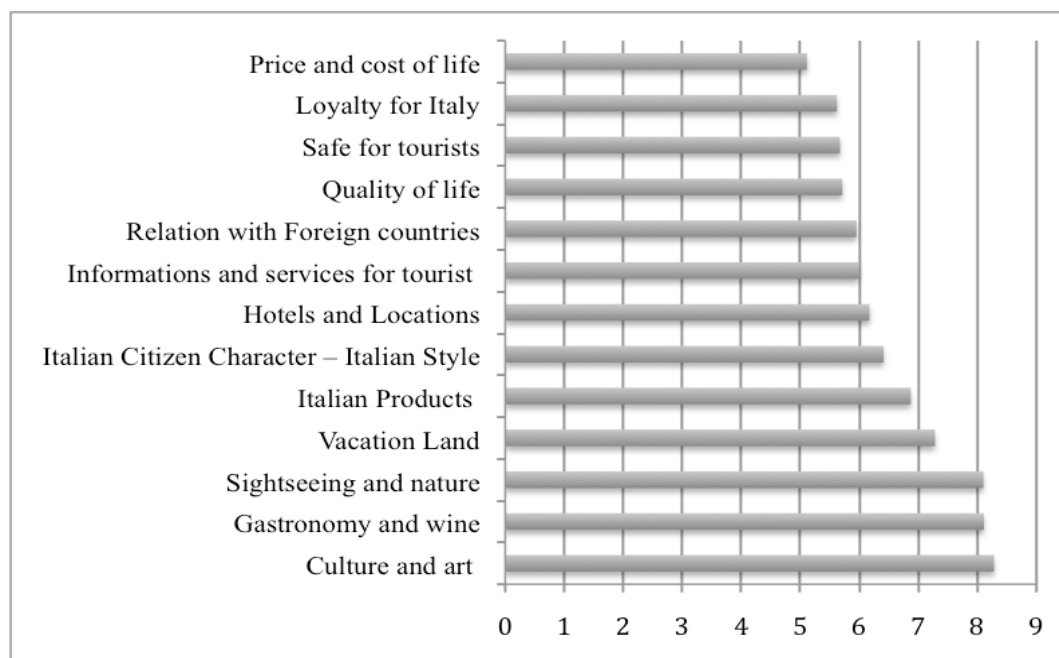 Price and cost of life
Loyalty for Italy
Safe for tourists
Quality of life
Relation with Foreign countries
Informations and services for tourist
Hotels and Locations
Italian Citizen Character – Italian Style
Italian Products
Vacation Land
Sightseeing and nature
Gastronomy and wine
Culture and art
0 1 2 3 4 5 6 7 8 9